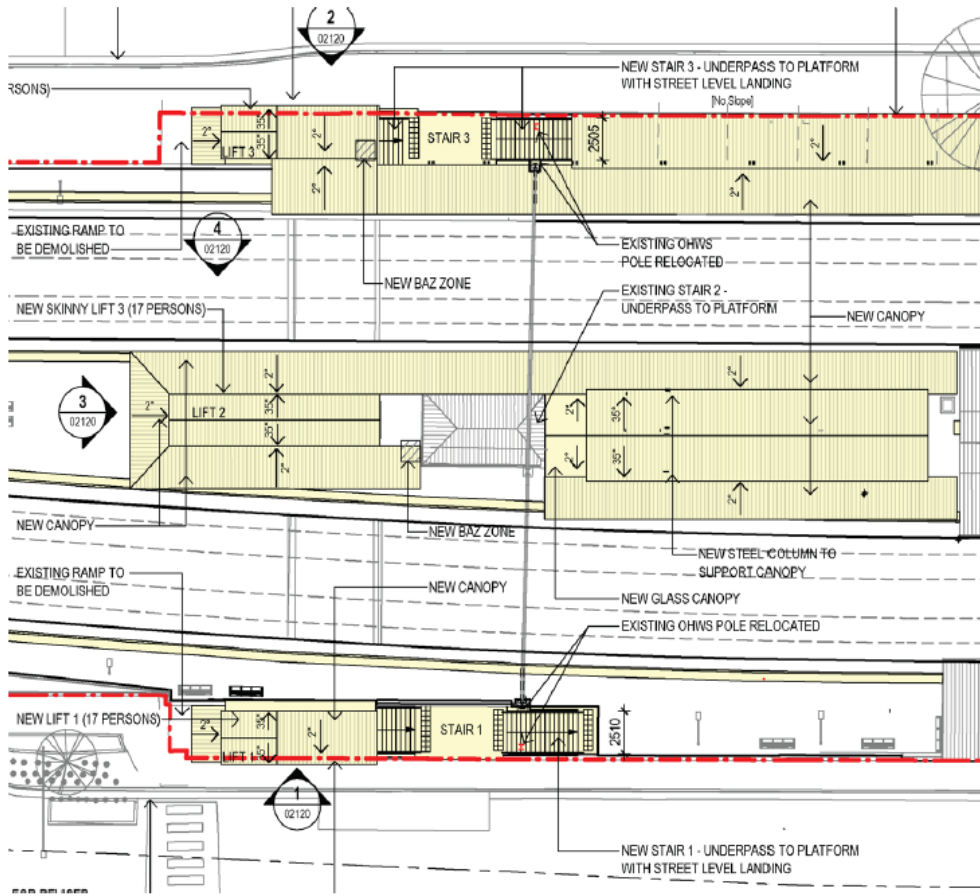 2
02120
NEW STAIR 3 - UNDERPASS TO PLATFORM
WITH STREET LEVEL LANDING
[No Slope]
RSONS)
2°
35°
35°
LIFT 3
2°
2°
STAIR 3
2505
2°
2°
EXISTING RAMP TO
BE DEMOLISHED
4
02120
EXISTING OHWS
POLE RELOCATED
NEW BAZ ZONE
EXISTING STAIR 2 -
UNDERPASS TO PLATFORM
NEW SKINNY LIFT 3 (17 PERSONS)
NEW CANOPY
3
02120
2°
2°
LIFT 2
35°
35°
2°
2°
2°
2°
35°
35°
2°
NEW CANOPY
NEW BAZ ZONE
NEW STEEL COLUMN TO
SUPPORT CANOPY
EXISTING RAMP TO
BE DEMOLISHED
NEW CANOPY
NEW GLASS CANOPY
EXISTING OHWS POLE RELOCATED
NEW LIFT 1 (17 PERSONS)
2°
35°
35°
LIFT 1
2°
STAIR 1
2510
1
02120
NEW STAIR 1 - UNDERPASS TO PLATFORM
WITH STREET LEVEL LANDING